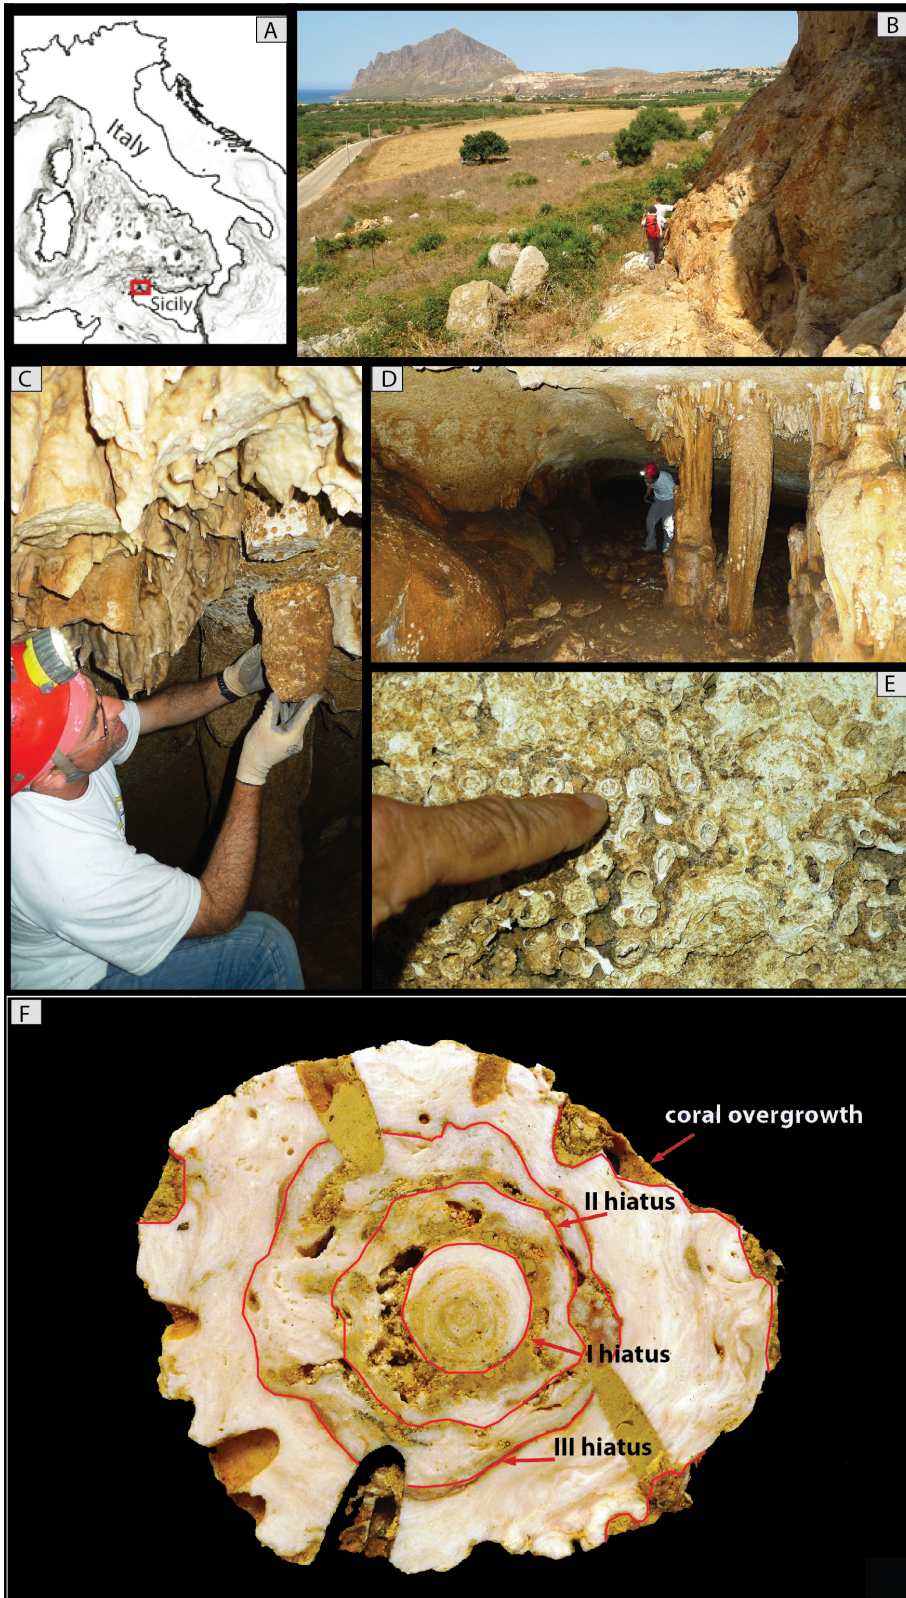 A
Italy
Sicily
B
C
D
E
F
coral overgrowth
II hiatus
I hiatus
III hiatus